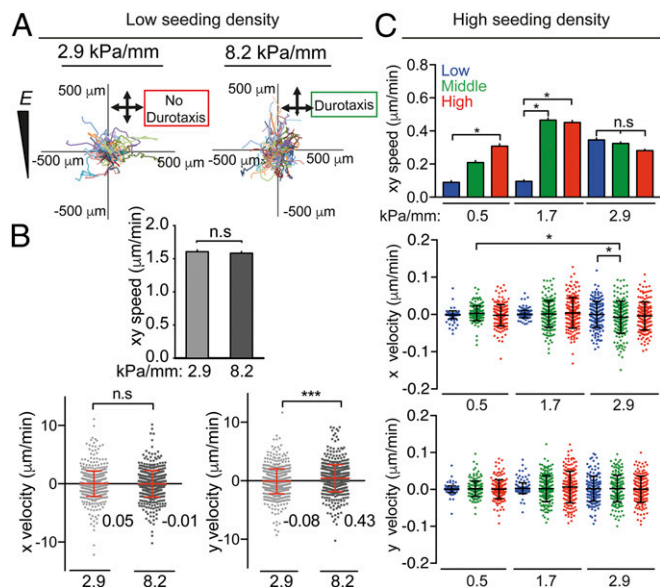 A
Low seeding density
2.9 kPa/mm
8.2 kPa/mm
E
500 µm
No Durotaxis
-500 µm
500 µm
-500 µm
500 µm
Durotaxis
-500 µm
500 µm
-500 µm
B
xy speed (µm/min)
2.0
1.5
1.0
0.5
0.0
n.s
kPa/mm: 2.9 8.2
x velocity (µm/min)
10
0
-10
n.s
0.05 -0.01
2.9 8.2
y velocity (µm/min)
10
0
-10
***
-0.08 0.43
2.9 8.2
C
High seeding density
xy speed (µm/min)
0.8
0.6
0.4
0.2
0.0
Low
Middle
High
*
*
*
n.s
kPa/mm: 0.5 1.7 2.9
x velocity (µm/min)
0.2
0.1
0.0
-0.1
-0.2
*
*
0.5 1.7 2.9
y velocity (µm/min)
0.2
0.1
0.0
-0.1
-0.2
0.5 1.7 2.9